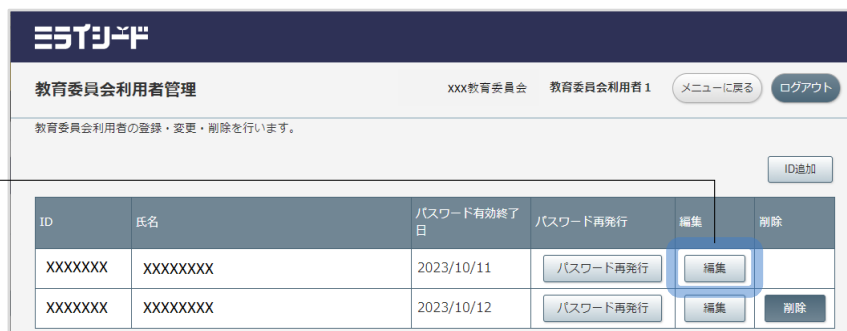 ミライシード
教育委員会利用者管理 xxx教育委員会 教育委員会利用者1 メニューに戻る ログアウト
教育委員会利用者の登録・変更・削除を行います。
ID追加
ID 氏名 パスワード有効終了日 パスワード再発行 編集 削除
XXXXXXX XXXXXXXX 2023/10/11 パスワード再発行 編集
XXXXXXX XXXXXXXX 2023/10/12 パスワード再発行 編集 削除